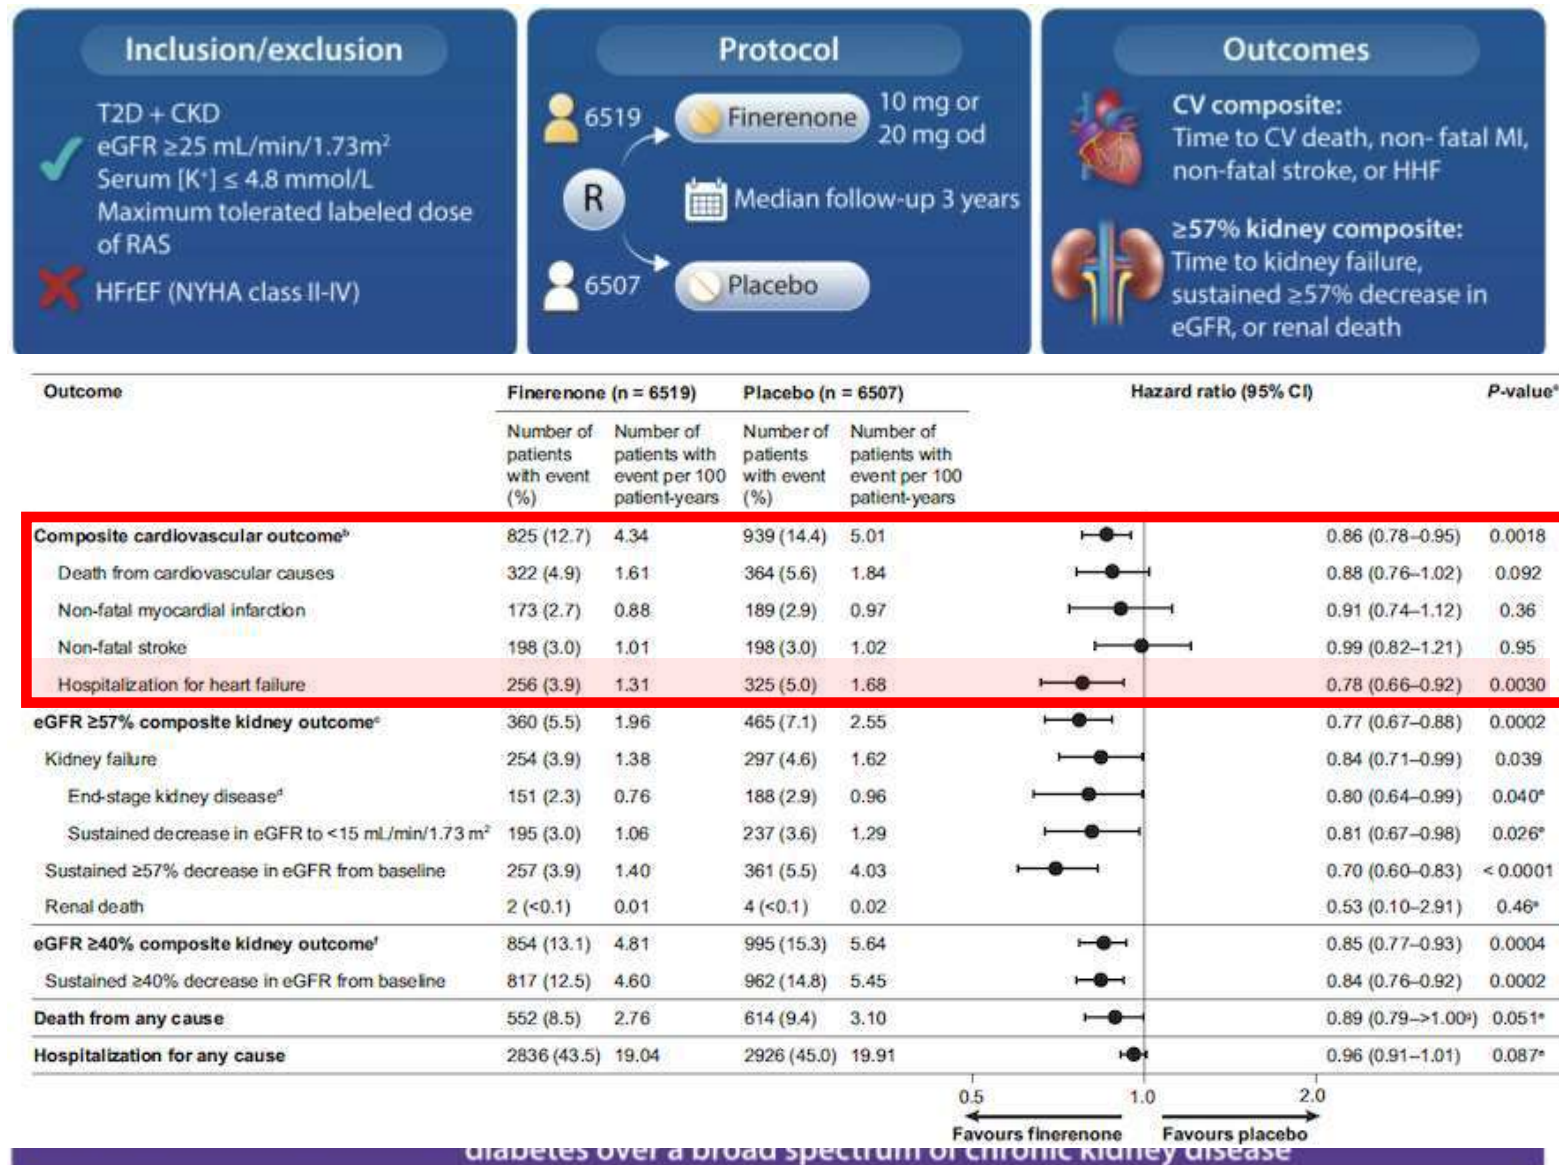 Inclusion/exclusion
T2D + CKD
eGFR ≥25 mL/min/1.73m²
Serum [K⁺] ≤ 4.8 mmol/L
Maximum tolerated labeled dose
of RAS
HFrEF (NYHA class II-IV)
Protocol
6519
Finerenone
10 mg or
20 mg od
R
Median follow-up 3 years
6507
Placebo
Outcomes
CV composite:
Time to CV death, non- fatal MI,
non-fatal stroke, or HHF
≥57% kidney composite:
Time to kidney failure,
sustained ≥57% decrease in
eGFR, or renal death
Outcome Finerenone (n = 6519) Placebo (n = 6507) Hazard ratio (95% CI) P-valueᵃ
Number of Number of Number of Number of
patients patients with patients patients with
with event event per 100 with event event per 100
(%) patient-years (%) patient-years
Composite cardiovascular outcomeᵇ 825 (12.7) 4.34 939 (14.4) 5.01 0.86 (0.78–0.95) 0.0018
Death from cardiovascular causes 322 (4.9) 1.61 364 (5.6) 1.84 0.88 (0.76–1.02) 0.092
Non-fatal myocardial infarction 173 (2.7) 0.88 189 (2.9) 0.97 0.91 (0.74–1.12) 0.36
Non-fatal stroke 198 (3.0) 1.01 198 (3.0) 1.02 0.99 (0.82–1.21) 0.95
Hospitalization for heart failure 256 (3.9) 1.31 325 (5.0) 1.68 0.78 (0.66–0.92) 0.0030
eGFR ≥57% composite kidney outcomeᶜ 360 (5.5) 1.96 465 (7.1) 2.55 0.77 (0.67–0.88) 0.0002
Kidney failure 254 (3.9) 1.38 297 (4.6) 1.62 0.84 (0.71–0.99) 0.039
End-stage kidney diseaseᵈ 151 (2.3) 0.76 188 (2.9) 0.96 0.80 (0.64–0.99) 0.040ᵉ
Sustained decrease in eGFR to <15 mL/min/1.73 m² 195 (3.0) 1.06 237 (3.6) 1.29 0.81 (0.67–0.98) 0.026ᵉ
Sustained ≥57% decrease in eGFR from baseline 257 (3.9) 1.40 361 (5.5) 4.03 0.70 (0.60–0.83) < 0.0001
Renal death 2 (<0.1) 0.01 4 (<0.1) 0.02 0.53 (0.10–2.91) 0.46ᵉ
eGFR ≥40% composite kidney outcomeᶠ 854 (13.1) 4.81 995 (15.3) 5.64 0.85 (0.77–0.93) 0.0004
Sustained ≥40% decrease in eGFR from baseline 817 (12.5) 4.60 962 (14.8) 5.45 0.84 (0.76–0.92) 0.0002
Death from any cause 552 (8.5) 2.76 614 (9.4) 3.10 0.89 (0.79–>1.00ᵍ) 0.051ᵉ
Hospitalization for any cause 2836 (43.5) 19.04 2926 (45.0) 19.91 0.96 (0.91–1.01) 0.087ᵉ
0.5 1.0 2.0
Favours finerenone Favours placebo
diabetes over a broad spectrum of chronic kidney disease